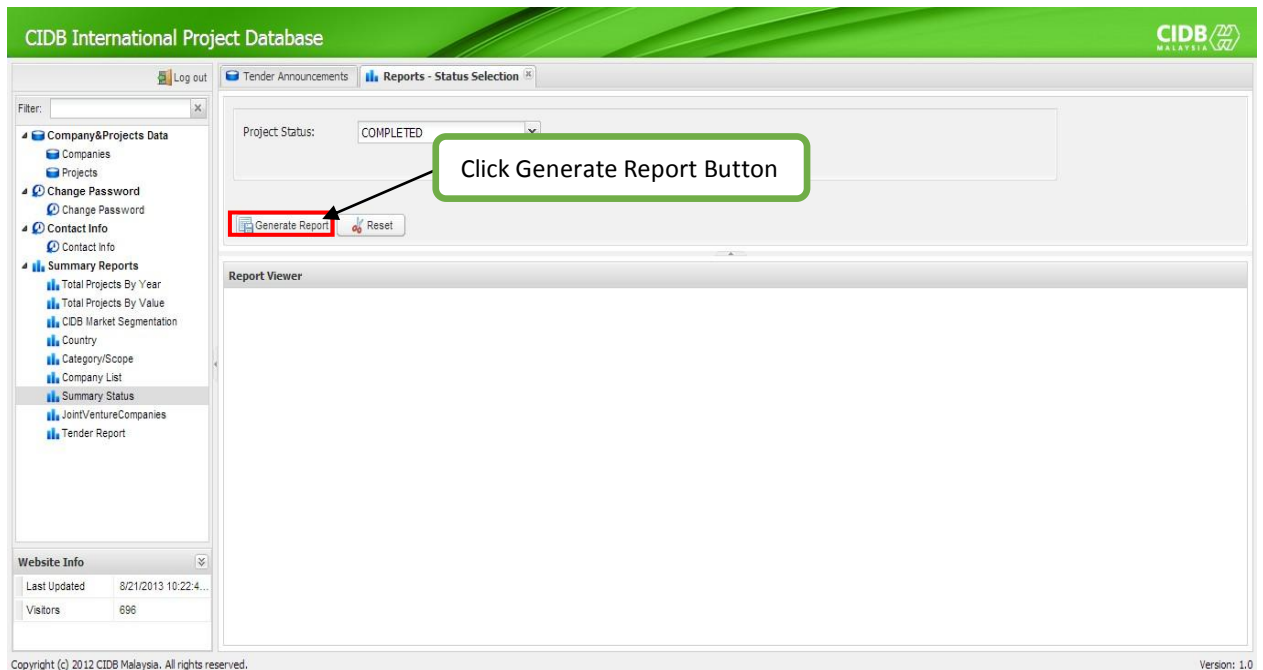 CIDB International Project Database
CIDB
MALAYSIA
Log out
Tender Announcements
Reports - Status Selection
Filter:
Company&Projects Data
Companies
Projects
Change Password
Change Password
Contact Info
Contact Info
Summary Reports
Total Projects By Year
Total Projects By Value
CIDB Market Segmentation
Country
Category/Scope
Company List
Summary Status
JointVentureCompanies
Tender Report
Website Info
Last Updated 8/21/2013 10:22:4...
Visitors 696
Project Status: COMPLETED
Click Generate Report Button
Generate Report
Reset
Report Viewer
Copyright (c) 2012 CIDB Malaysia. All rights reserved.
Version: 1.0